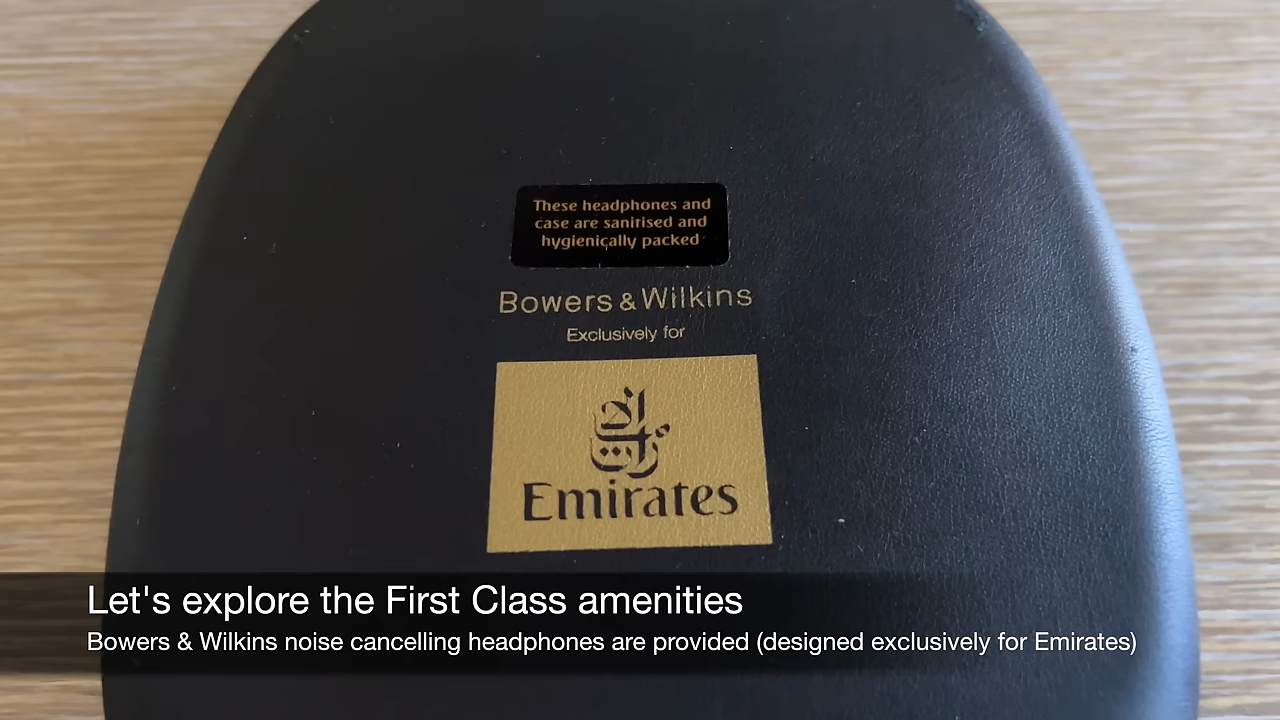 These headphones and
case are sanitised and
hygienically packed
Bowers & Wilkins
Exclusively for
Emirates
Let's explore the First Class amenities
Bowers & Wilkins noise cancelling headphones are provided (designed exclusively for Emirates)